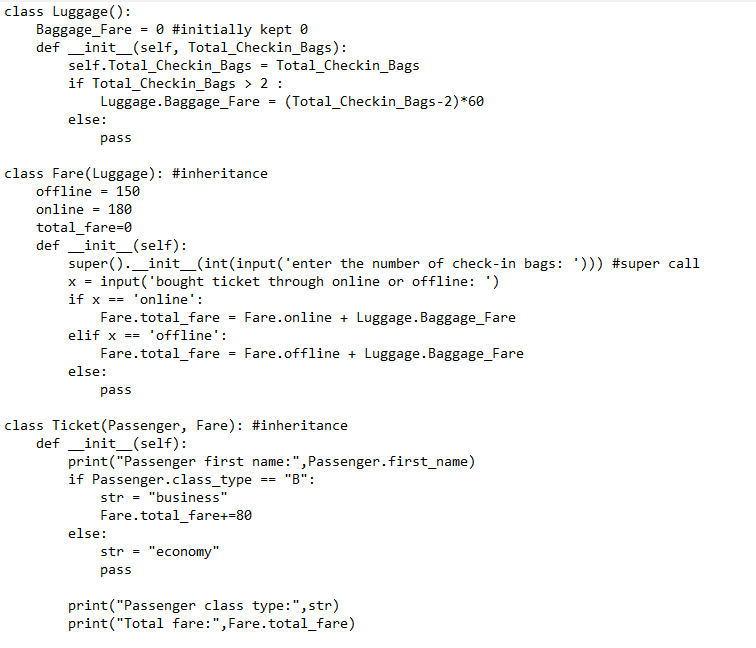 class Luggage():
    Baggage_Fare = 0 #initially kept 0
    def __init__(self, Total_Checkin_Bags):
        self.Total_Checkin_Bags = Total_Checkin_Bags
        if Total_Checkin_Bags > 2 :
            Luggage.Baggage_Fare = (Total_Checkin_Bags-2)*60
        else:
            pass

class Fare(Luggage): #inheritance
    offline = 150
    online = 180
    total_fare=0
    def __init__(self):
        super().__init__(int(input('enter the number of check-in bags: '))) #super call
        x = input('bought ticket through online or offline: ')
        if x == 'online':
            Fare.total_fare = Fare.online + Luggage.Baggage_Fare
        elif x == 'offline':
            Fare.total_fare = Fare.offline + Luggage.Baggage_Fare
        else:
            pass

class Ticket(Passenger, Fare): #inheritance
    def __init__(self):
        print("Passenger first name:",Passenger.first_name)
        if Passenger.class_type == "B":
            str = "business"
            Fare.total_fare+=80
        else:
            str = "economy"
            pass

        print("Passenger class type:",str)
        print("Total fare:",Fare.total_fare)